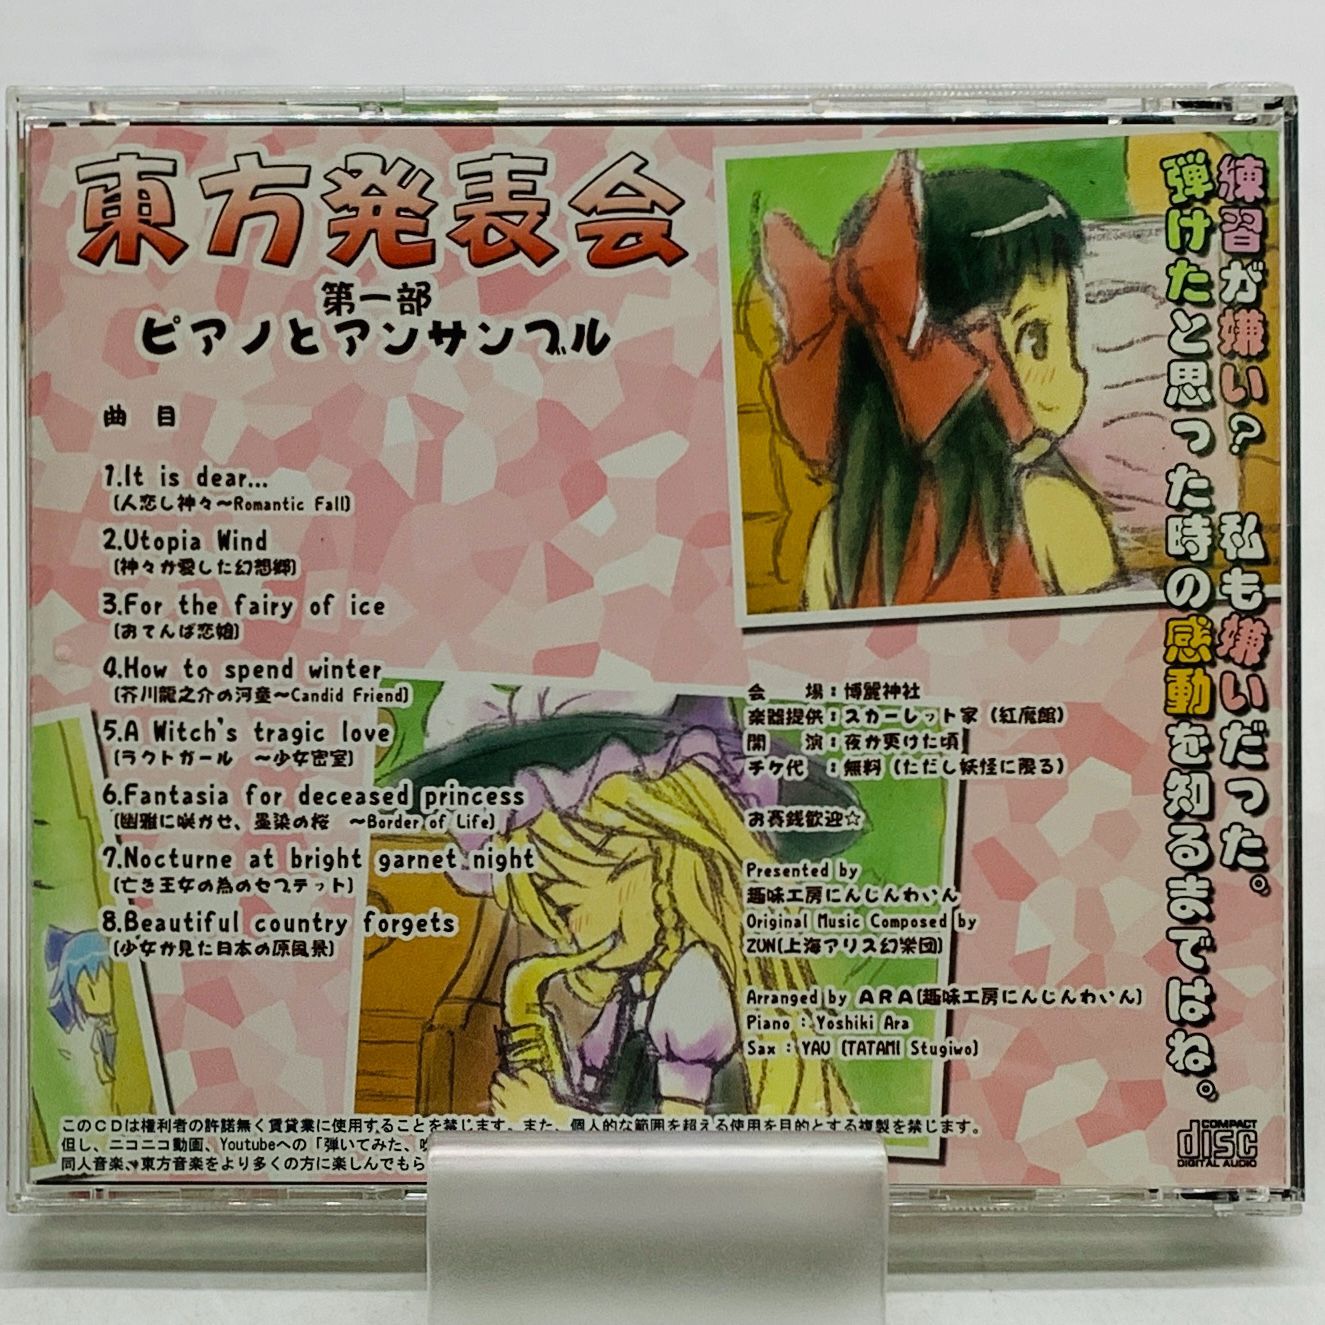 東方発表会
第一部
ピアノとアンサンブル
曲 目
1.It is dear...
(人恋し神々～Romantic Fall)
2.Utopia Wind
(神々が愛した幻想郷)
3.For the fairy of ice
(おてんば恋娘)
4.How to spend winter
(芥川龍之介の河童～Candid Friend)
5.A Witch's tragic love
(ラクトガール ～少女密室)
6.Fantasia for deceased princess
(幽雅に咲かせ、墨染の桜 ～Border of Life)
7.Nocturne at bright garnet night
(亡き王女の為のセプテット)
8.Beautiful country forgets
(少女が見た日本の原風景)
練習が嫌い? 私も嫌いだった。
弾けたと思った時の感動を知るまではね。
会 場：博麗神社
楽器提供：スカーレット家（紅魔館）
開 演：夜が更けた頃
チケ代 ：無料（ただし妖怪に限る）
お賽銭歓迎☆
Presented by
趣味工房にんじんわいん
Original Music Composed by
ZUN(上海アリス幻樂団)
Arranged by ARA(趣味工房にんじんわいん)
Piano : Yoshiki Ara
Sax : YAU (TATAMI Stugiwo)
このCDは権利者の許諾無く賃貸業に使用することを禁じます。また、個人的な範囲を超える使用を目的とする複製を禁じます。
但し、ニコニコ動画、Youtubeへの「弾いてみた、
同人音楽、東方音楽をより多くの方に楽しんでもら
COMPACT
disc
DIGITAL AUDIO